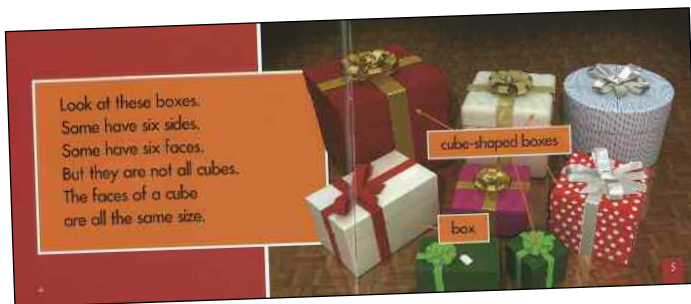 Look at these boxes.
Some have six sides.
Some have six faces.
But they are not all cubes.
The faces of a cube
are all the same size.
cube-shaped boxes
box
5